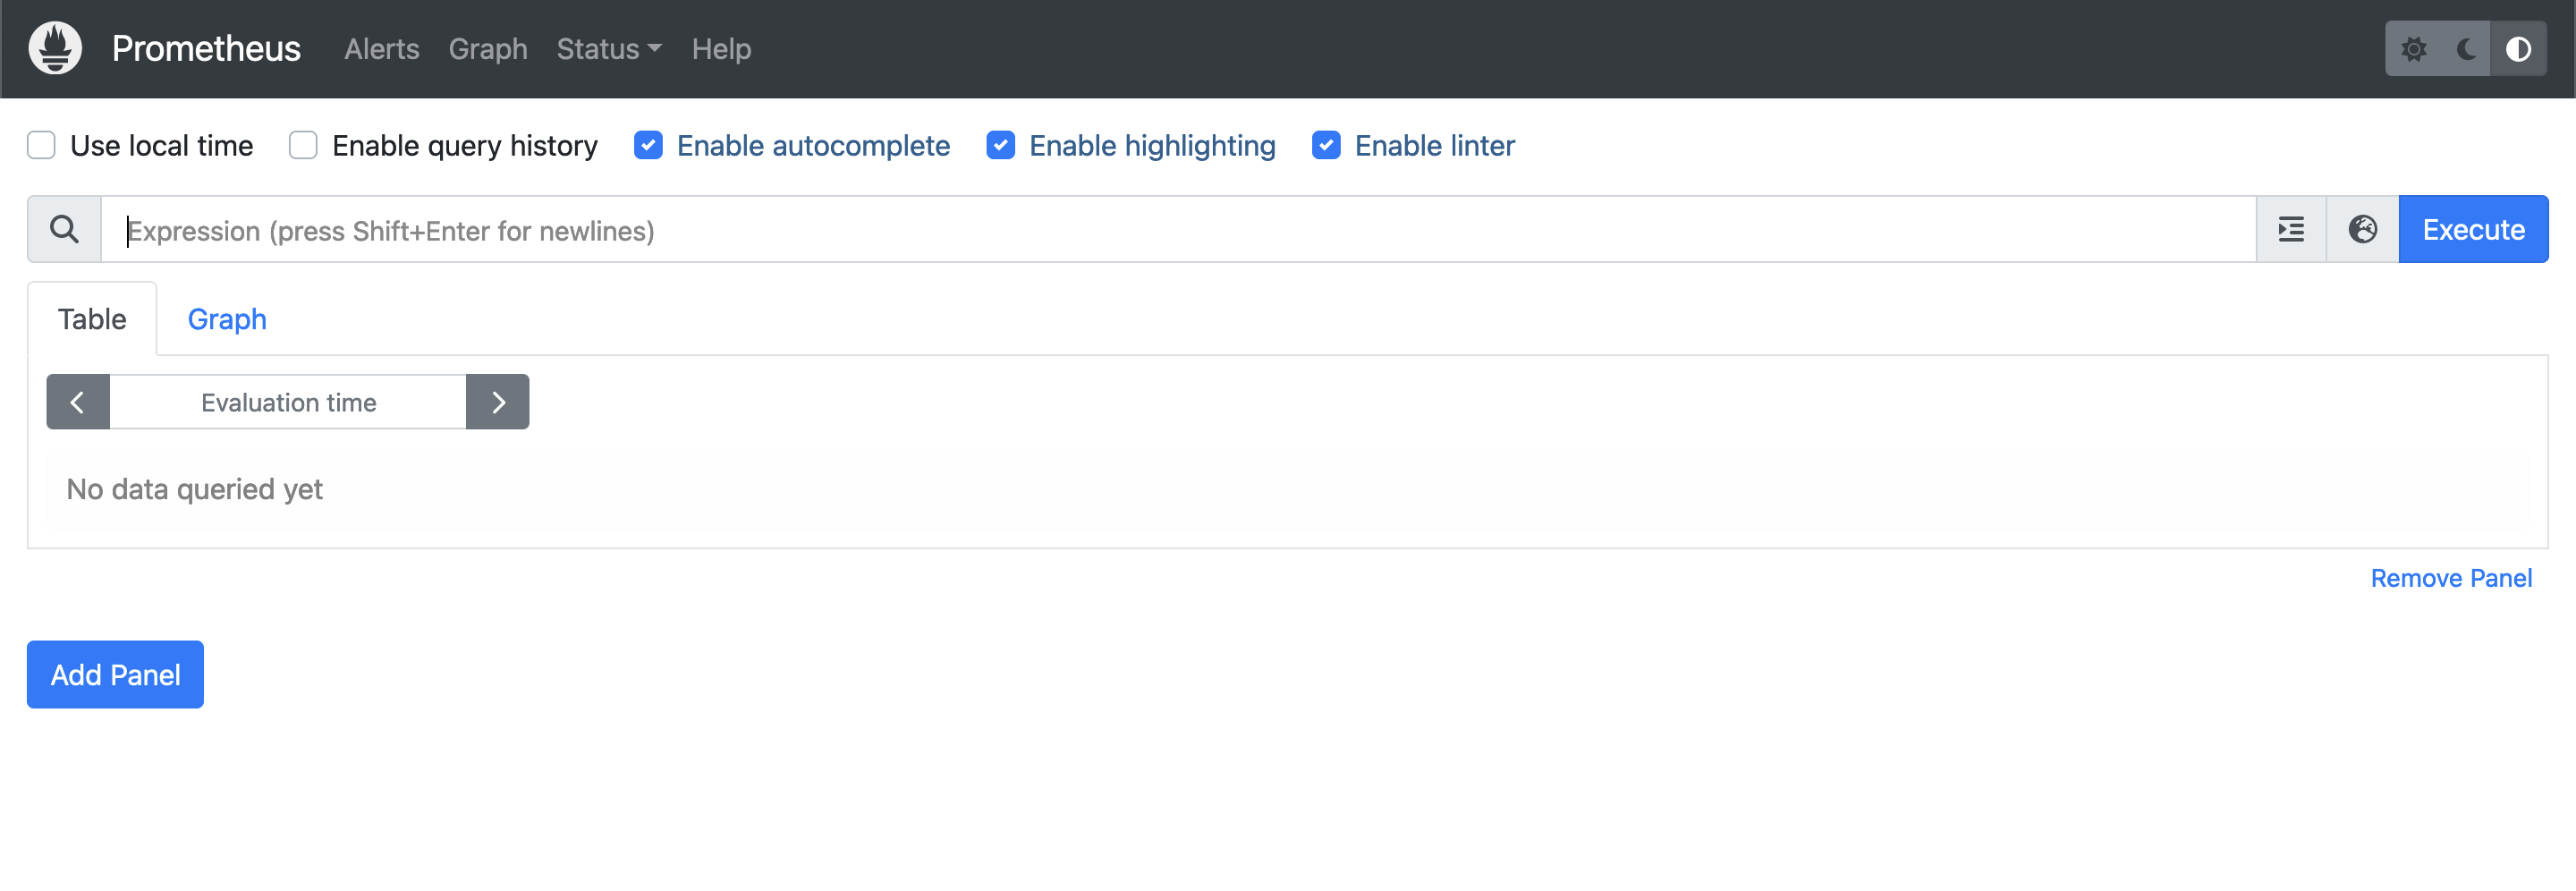 Prometheus Alerts Graph Status Help
Use local time Enable query history Enable autocomplete Enable highlighting Enable linter
Expression (press Shift+Enter for newlines) Execute
Table Graph
Evaluation time
No data queried yet
Remove Panel
Add Panel